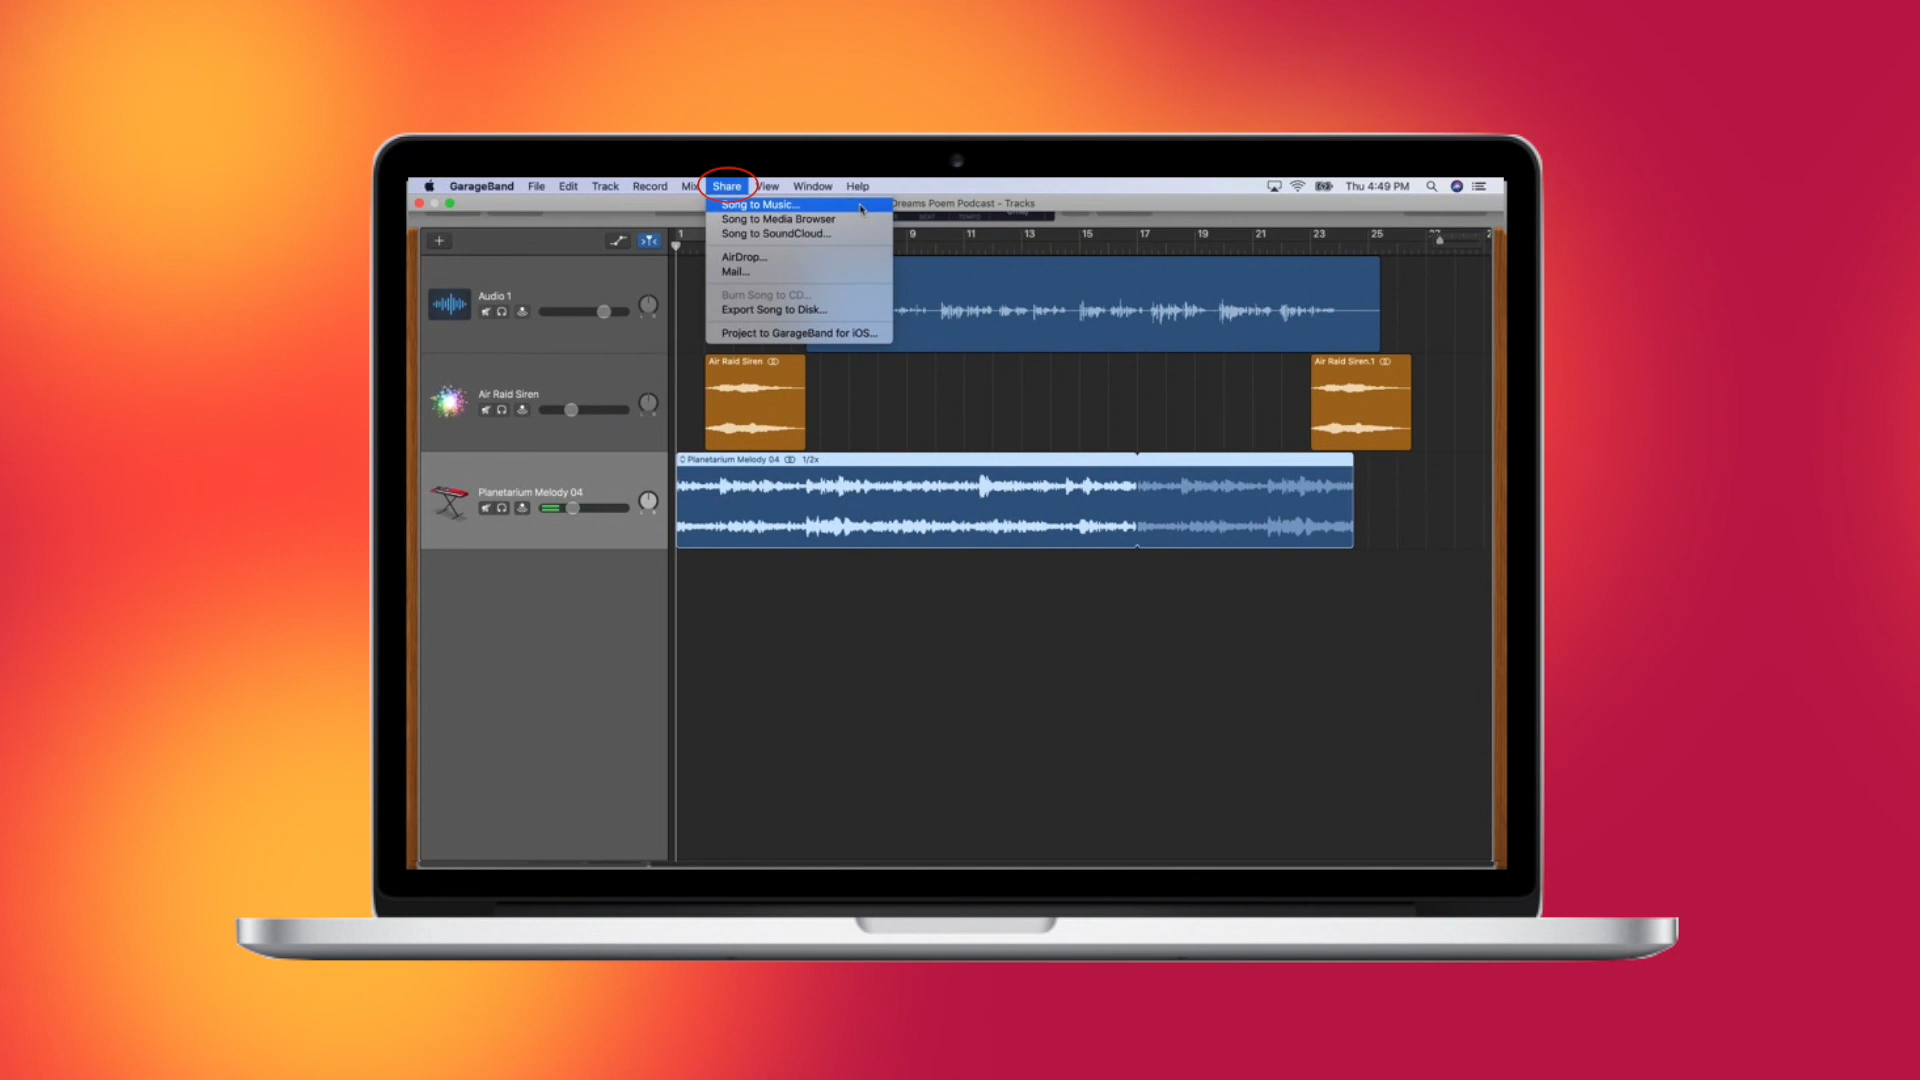 GarageBand File Edit Track Record Mix Share View Window Help Thu 4:49 PM
Dreams Poem Podcast - Tracks
Song to Music...
Song to Media Browser
Song to SoundCloud...
AirDrop...
Mail...
Burn Song to CD...
Export Song to Disk...
Project to GarageBand for iOS...
BEAT TEMPO
1 9 11 13 15 17 19 21 23 25
Audio 1
Air Raid Siren
Air Raid Siren
Air Raid Siren.1
Planetarium Melody 04
Planetarium Melody 04 1/2x